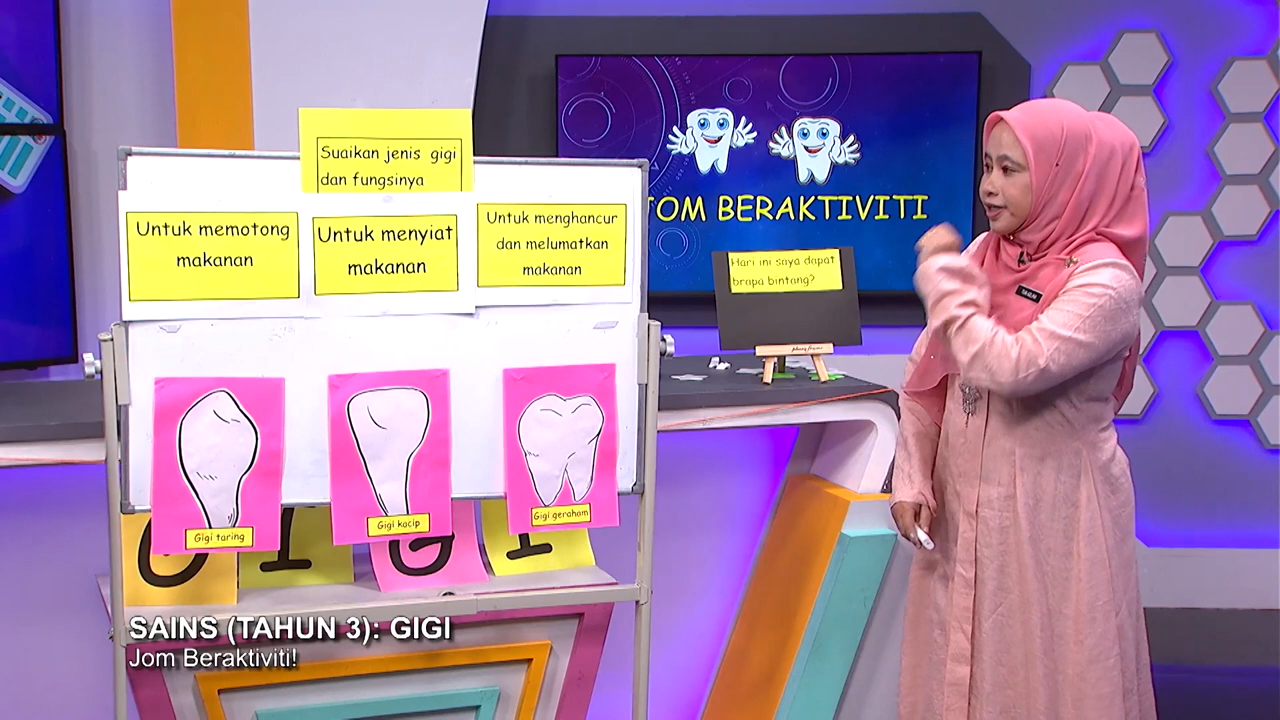 Suaikan jenis gigi
dan fungsinya
Untuk memotong
makanan
Untuk menyiat
makanan
Untuk menghancur
dan melumatkan
makanan
JOM BERAKTIVITI
Hari ini saya dapat
brapa bintang?
Gigi taring
Gigi kacip
Gigi geraham
G I G I
SAINS (TAHUN 3): GIGI
Jom Beraktiviti!